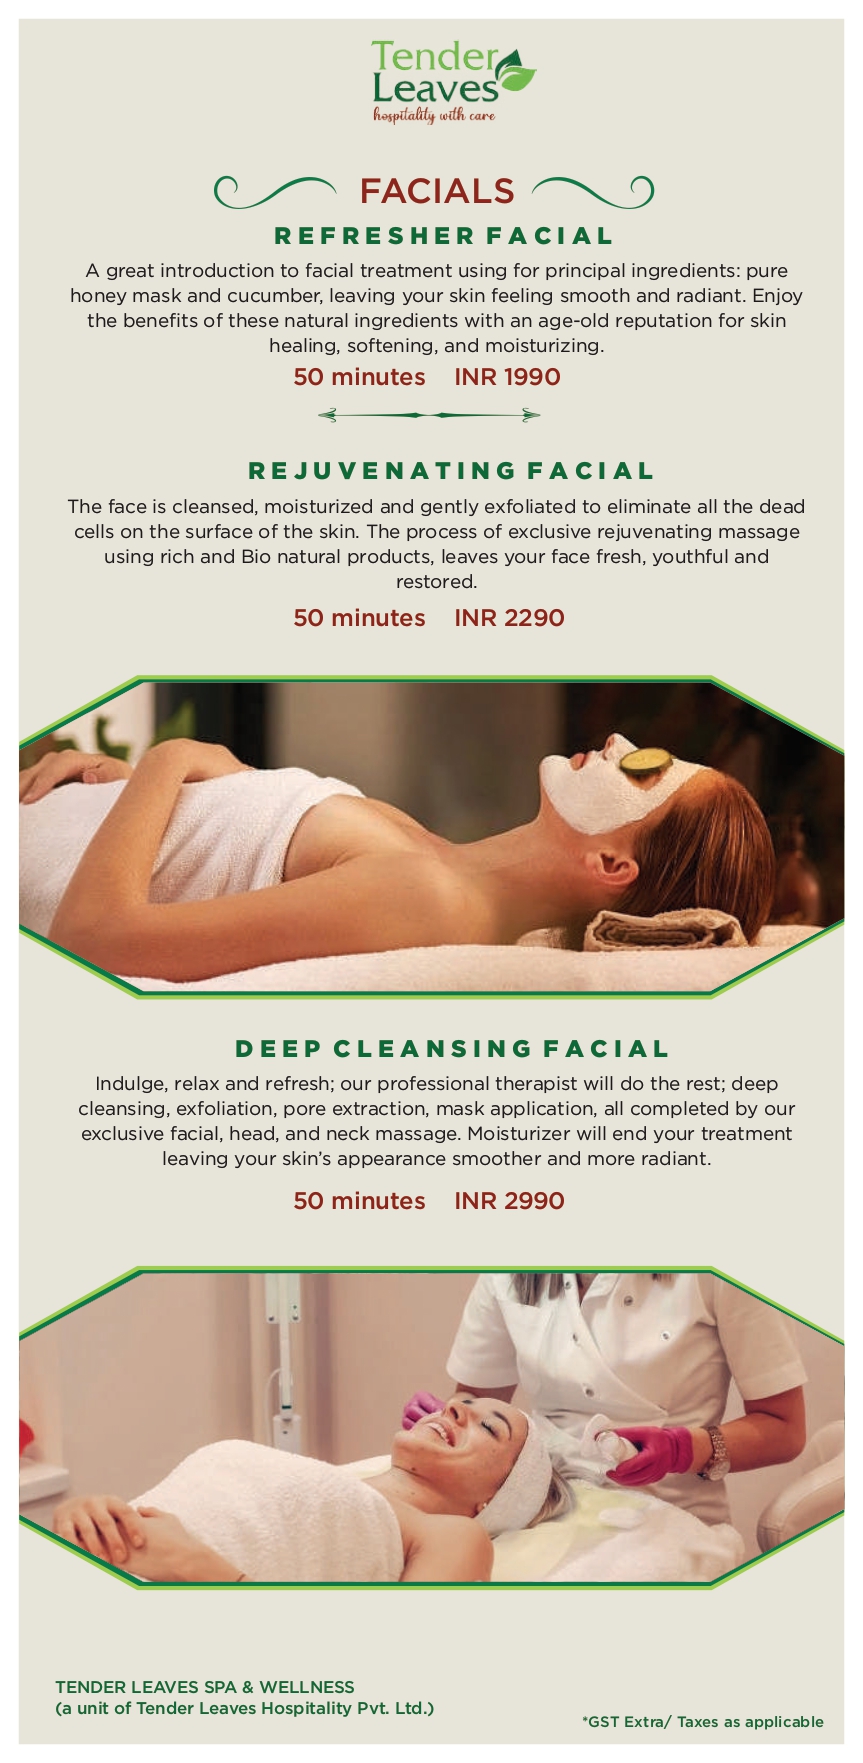 Tender
Leaves
hospitality with care
FACIALS
REFRESHER FACIAL
A great introduction to facial treatment using for principal ingredients: pure
honey mask and cucumber, leaving your skin feeling smooth and radiant. Enjoy
the benefits of these natural ingredients with an age-old reputation for skin
healing, softening, and moisturizing.
50 minutes INR 1990
REJUVENATING FACIAL
The face is cleansed, moisturized and gently exfoliated to eliminate all the dead
cells on the surface of the skin. The process of exclusive rejuvenating massage
using rich and Bio natural products, leaves your face fresh, youthful and
restored.
50 minutes INR 2290
DEEP CLEANSING FACIAL
Indulge, relax and refresh; our professional therapist will do the rest; deep
cleansing, exfoliation, pore extraction, mask application, all completed by our
exclusive facial, head, and neck massage. Moisturizer will end your treatment
leaving your skin’s appearance smoother and more radiant.
50 minutes INR 2990
TENDER LEAVES SPA & WELLNESS
(a unit of Tender Leaves Hospitality Pvt. Ltd.)
*GST Extra/ Taxes as applicable